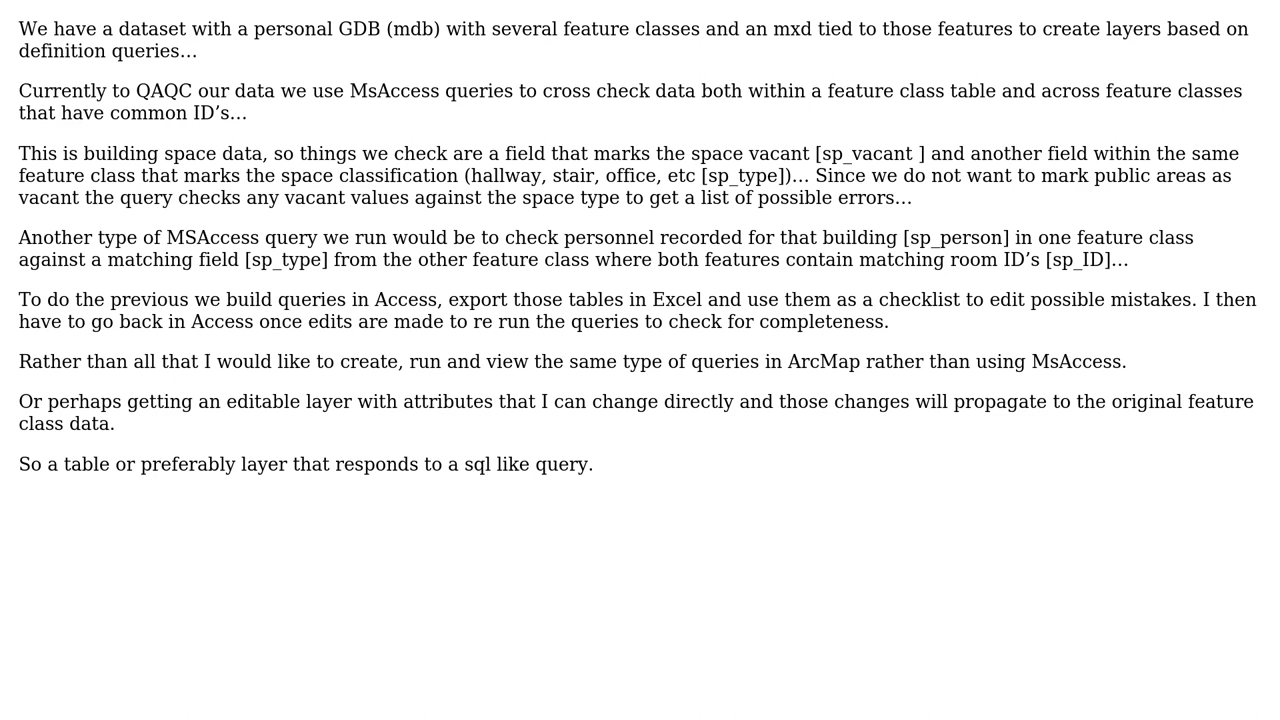 We have a dataset with a personal GDB (mdb) with several feature classes and an mxd tied to those features to create layers based on
definition queries…
Currently to QAQC our data we use MsAccess queries to cross check data both within a feature class table and across feature classes
that have common ID’s…
This is building space data, so things we check are a field that marks the space vacant [sp_vacant ] and another field within the same
feature class that marks the space classification (hallway, stair, office, etc [sp_type])… Since we do not want to mark public areas as
vacant the query checks any vacant values against the space type to get a list of possible errors…
Another type of MSAccess query we run would be to check personnel recorded for that building [sp_person] in one feature class
against a matching field [sp_type] from the other feature class where both features contain matching room ID’s [sp_ID]…
To do the previous we build queries in Access, export those tables in Excel and use them as a checklist to edit possible mistakes. I then
have to go back in Access once edits are made to re run the queries to check for completeness.
Rather than all that I would like to create, run and view the same type of queries in ArcMap rather than using MsAccess.
Or perhaps getting an editable layer with attributes that I can change directly and those changes will propagate to the original feature
class data.
So a table or preferably layer that responds to a sql like query.